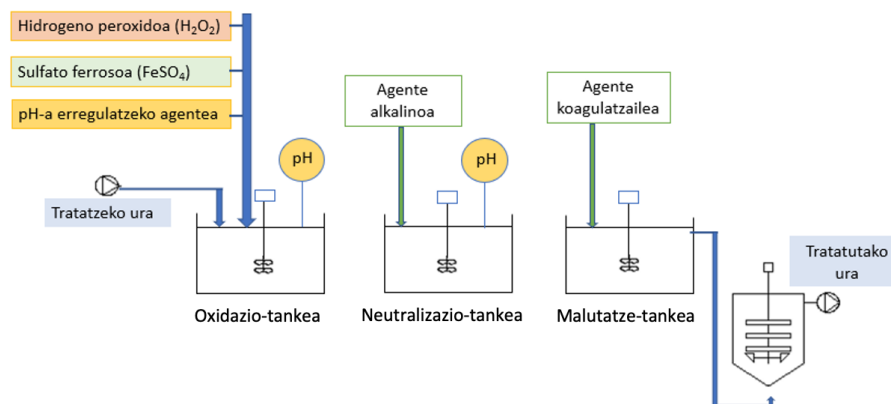 Hidrogeno peroxidoa (H₂O₂)
Sulfato ferrosoa (FeSO₄)
pH-a erregulatzeko agentea
Agente
alkalinoa
Agente
koagulatzailea
pH
pH
Tratatzeko ura
Tratatutako
ura
Oxidazio-tankea
Neutralizazio-tankea
Malutatze-tankea